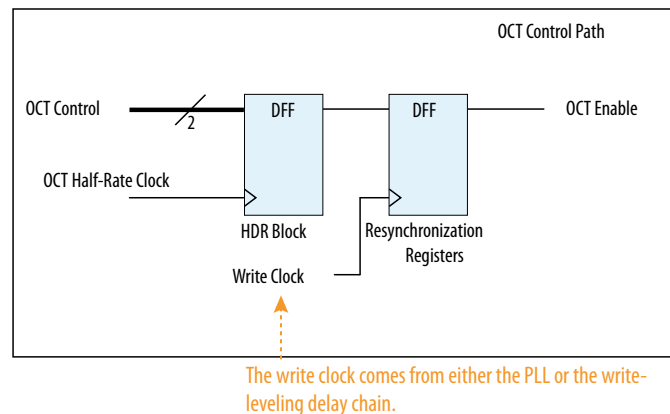 OCT Control Path
OCT Control
2
DFF
DFF
OCT Enable
OCT Half-Rate Clock
HDR Block
Resynchronization
Registers
Write Clock
The write clock comes from either the PLL or the write-
leveling delay chain.